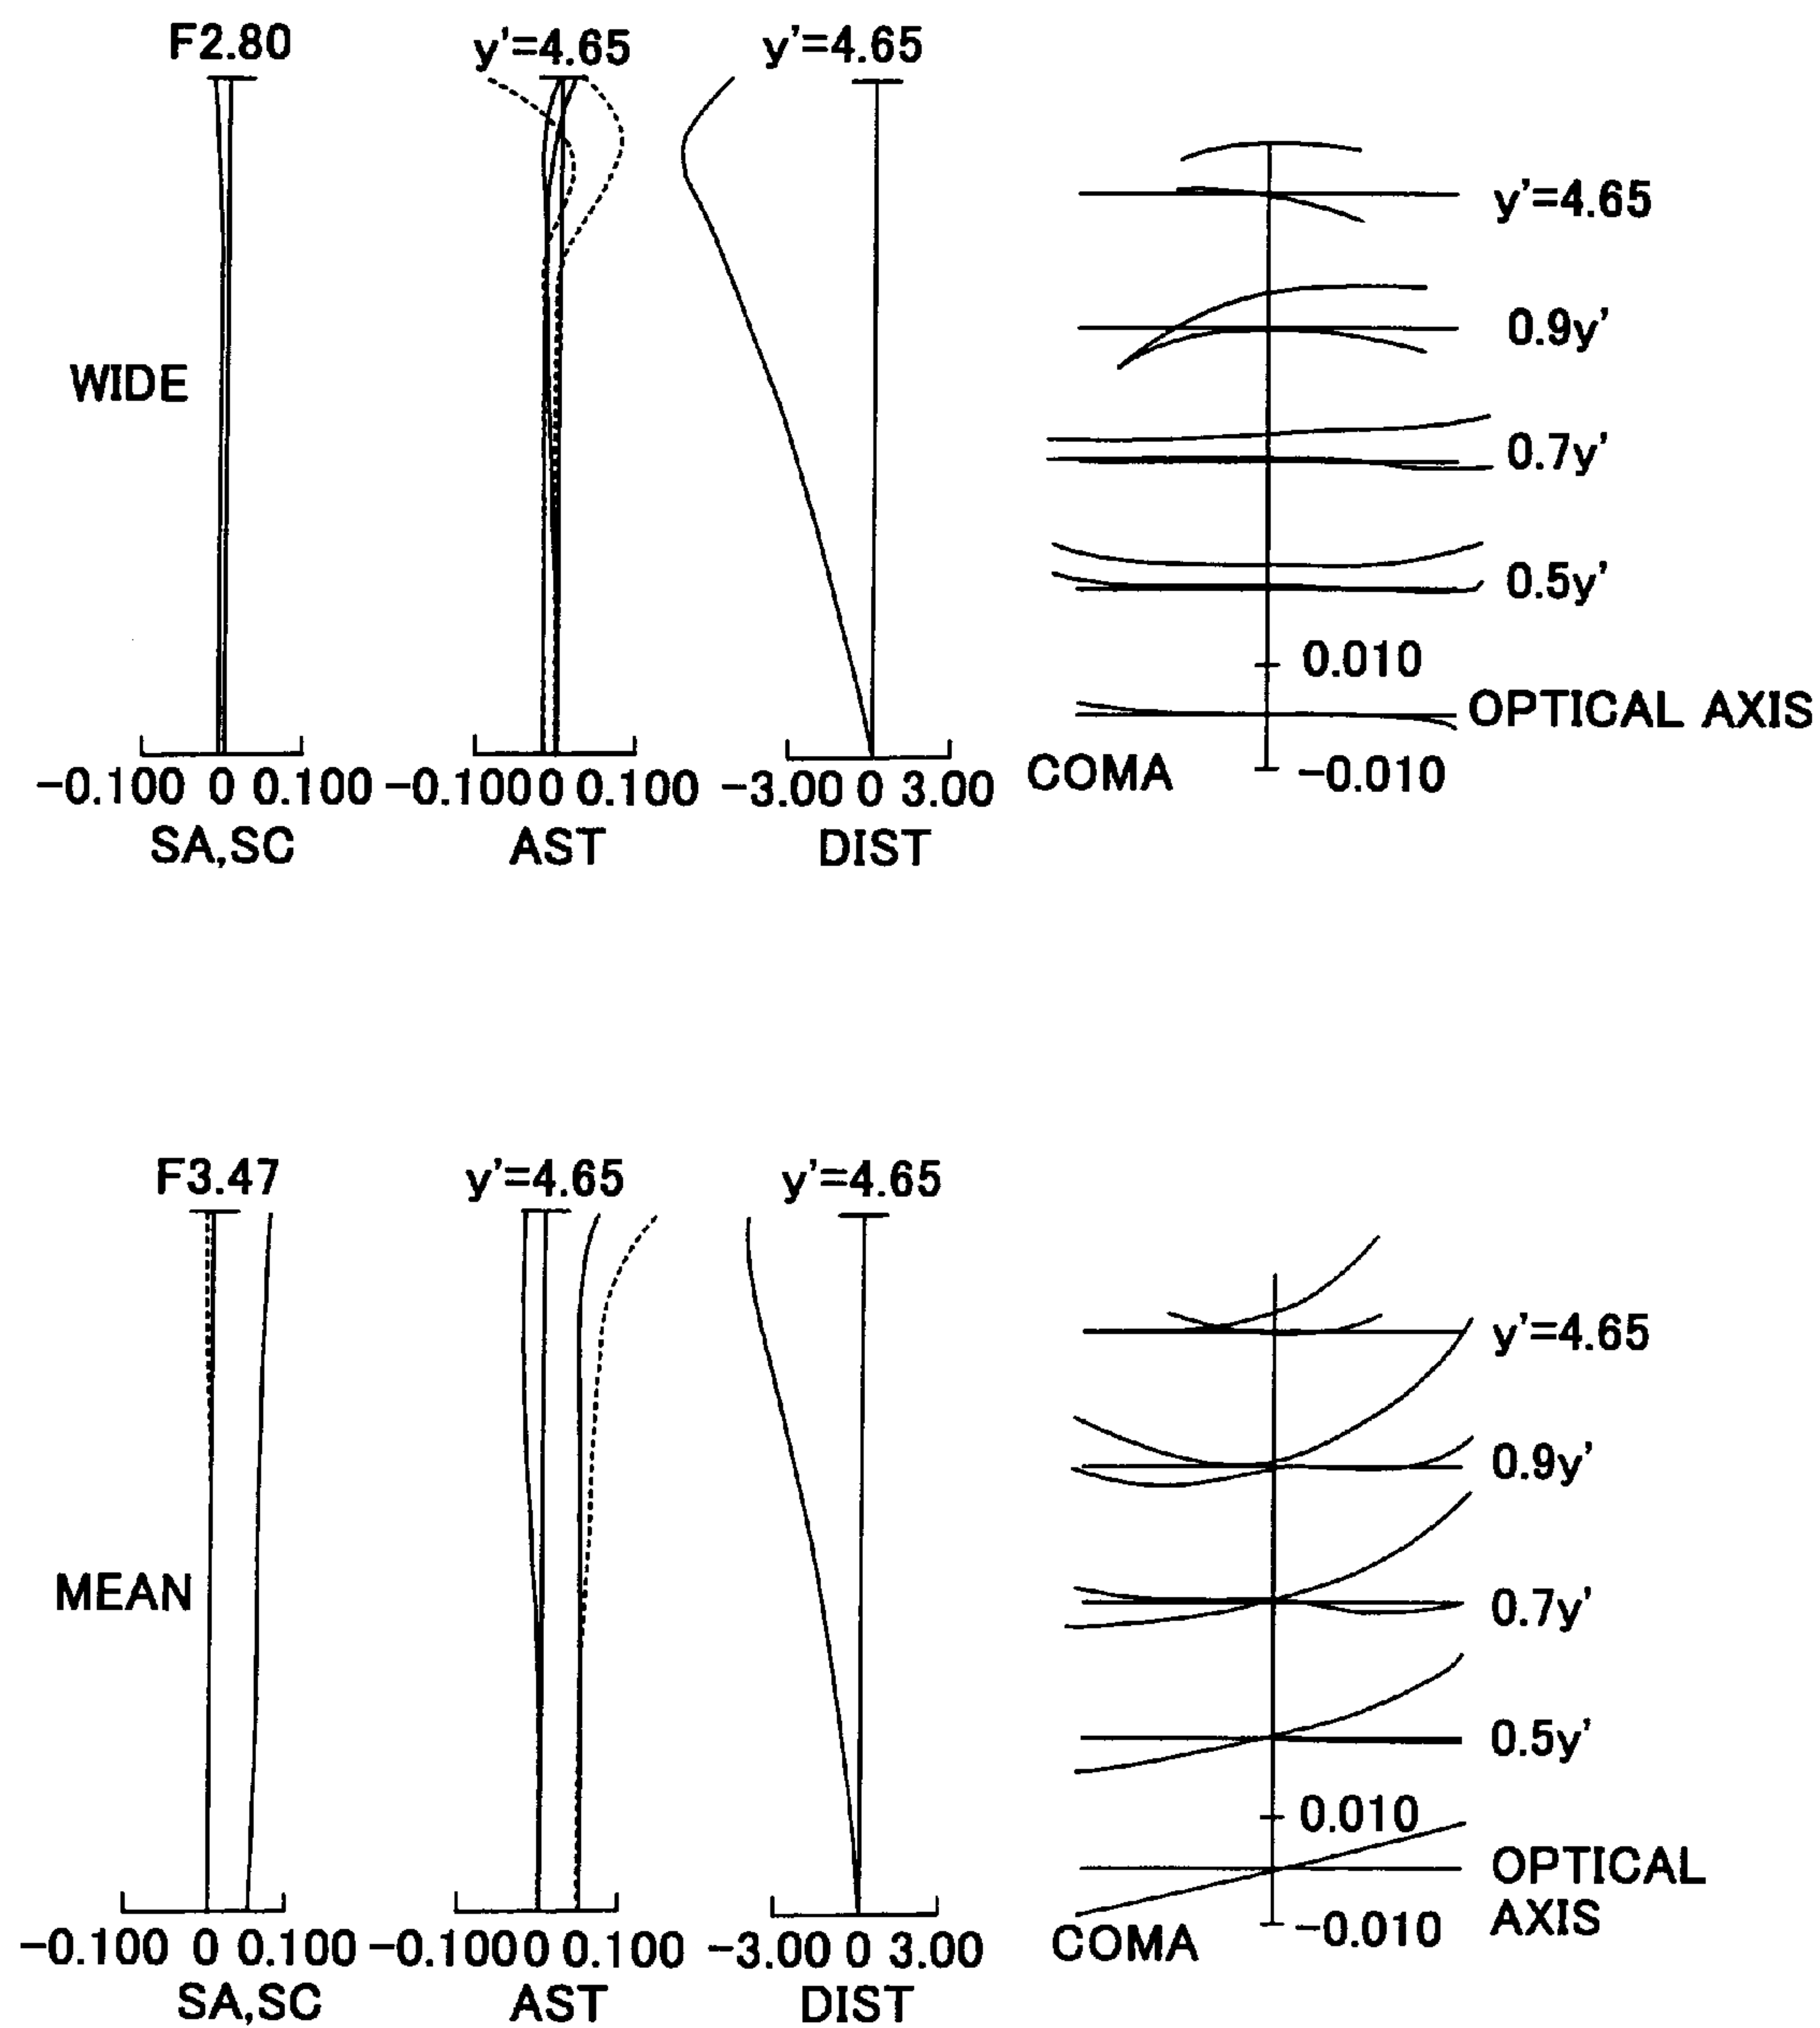 F2.80
y'=4.65
y'=4.65
WIDE
y'=4.65
0.9y'
0.7y'
0.5y'
0.010
OPTICAL AXIS
-0.010
COMA
-0.100 0 0.100
SA,SC
-0.100 0 0.100
AST
-3.00 0 3.00
DIST
F3.47
y'=4.65
y'=4.65
MEAN
y'=4.65
0.9y'
0.7y'
0.5y'
0.010
OPTICAL
AXIS
-0.010
COMA
-0.100 0 0.100
SA,SC
-0.100 0 0.100
AST
-3.00 0 3.00
DIST